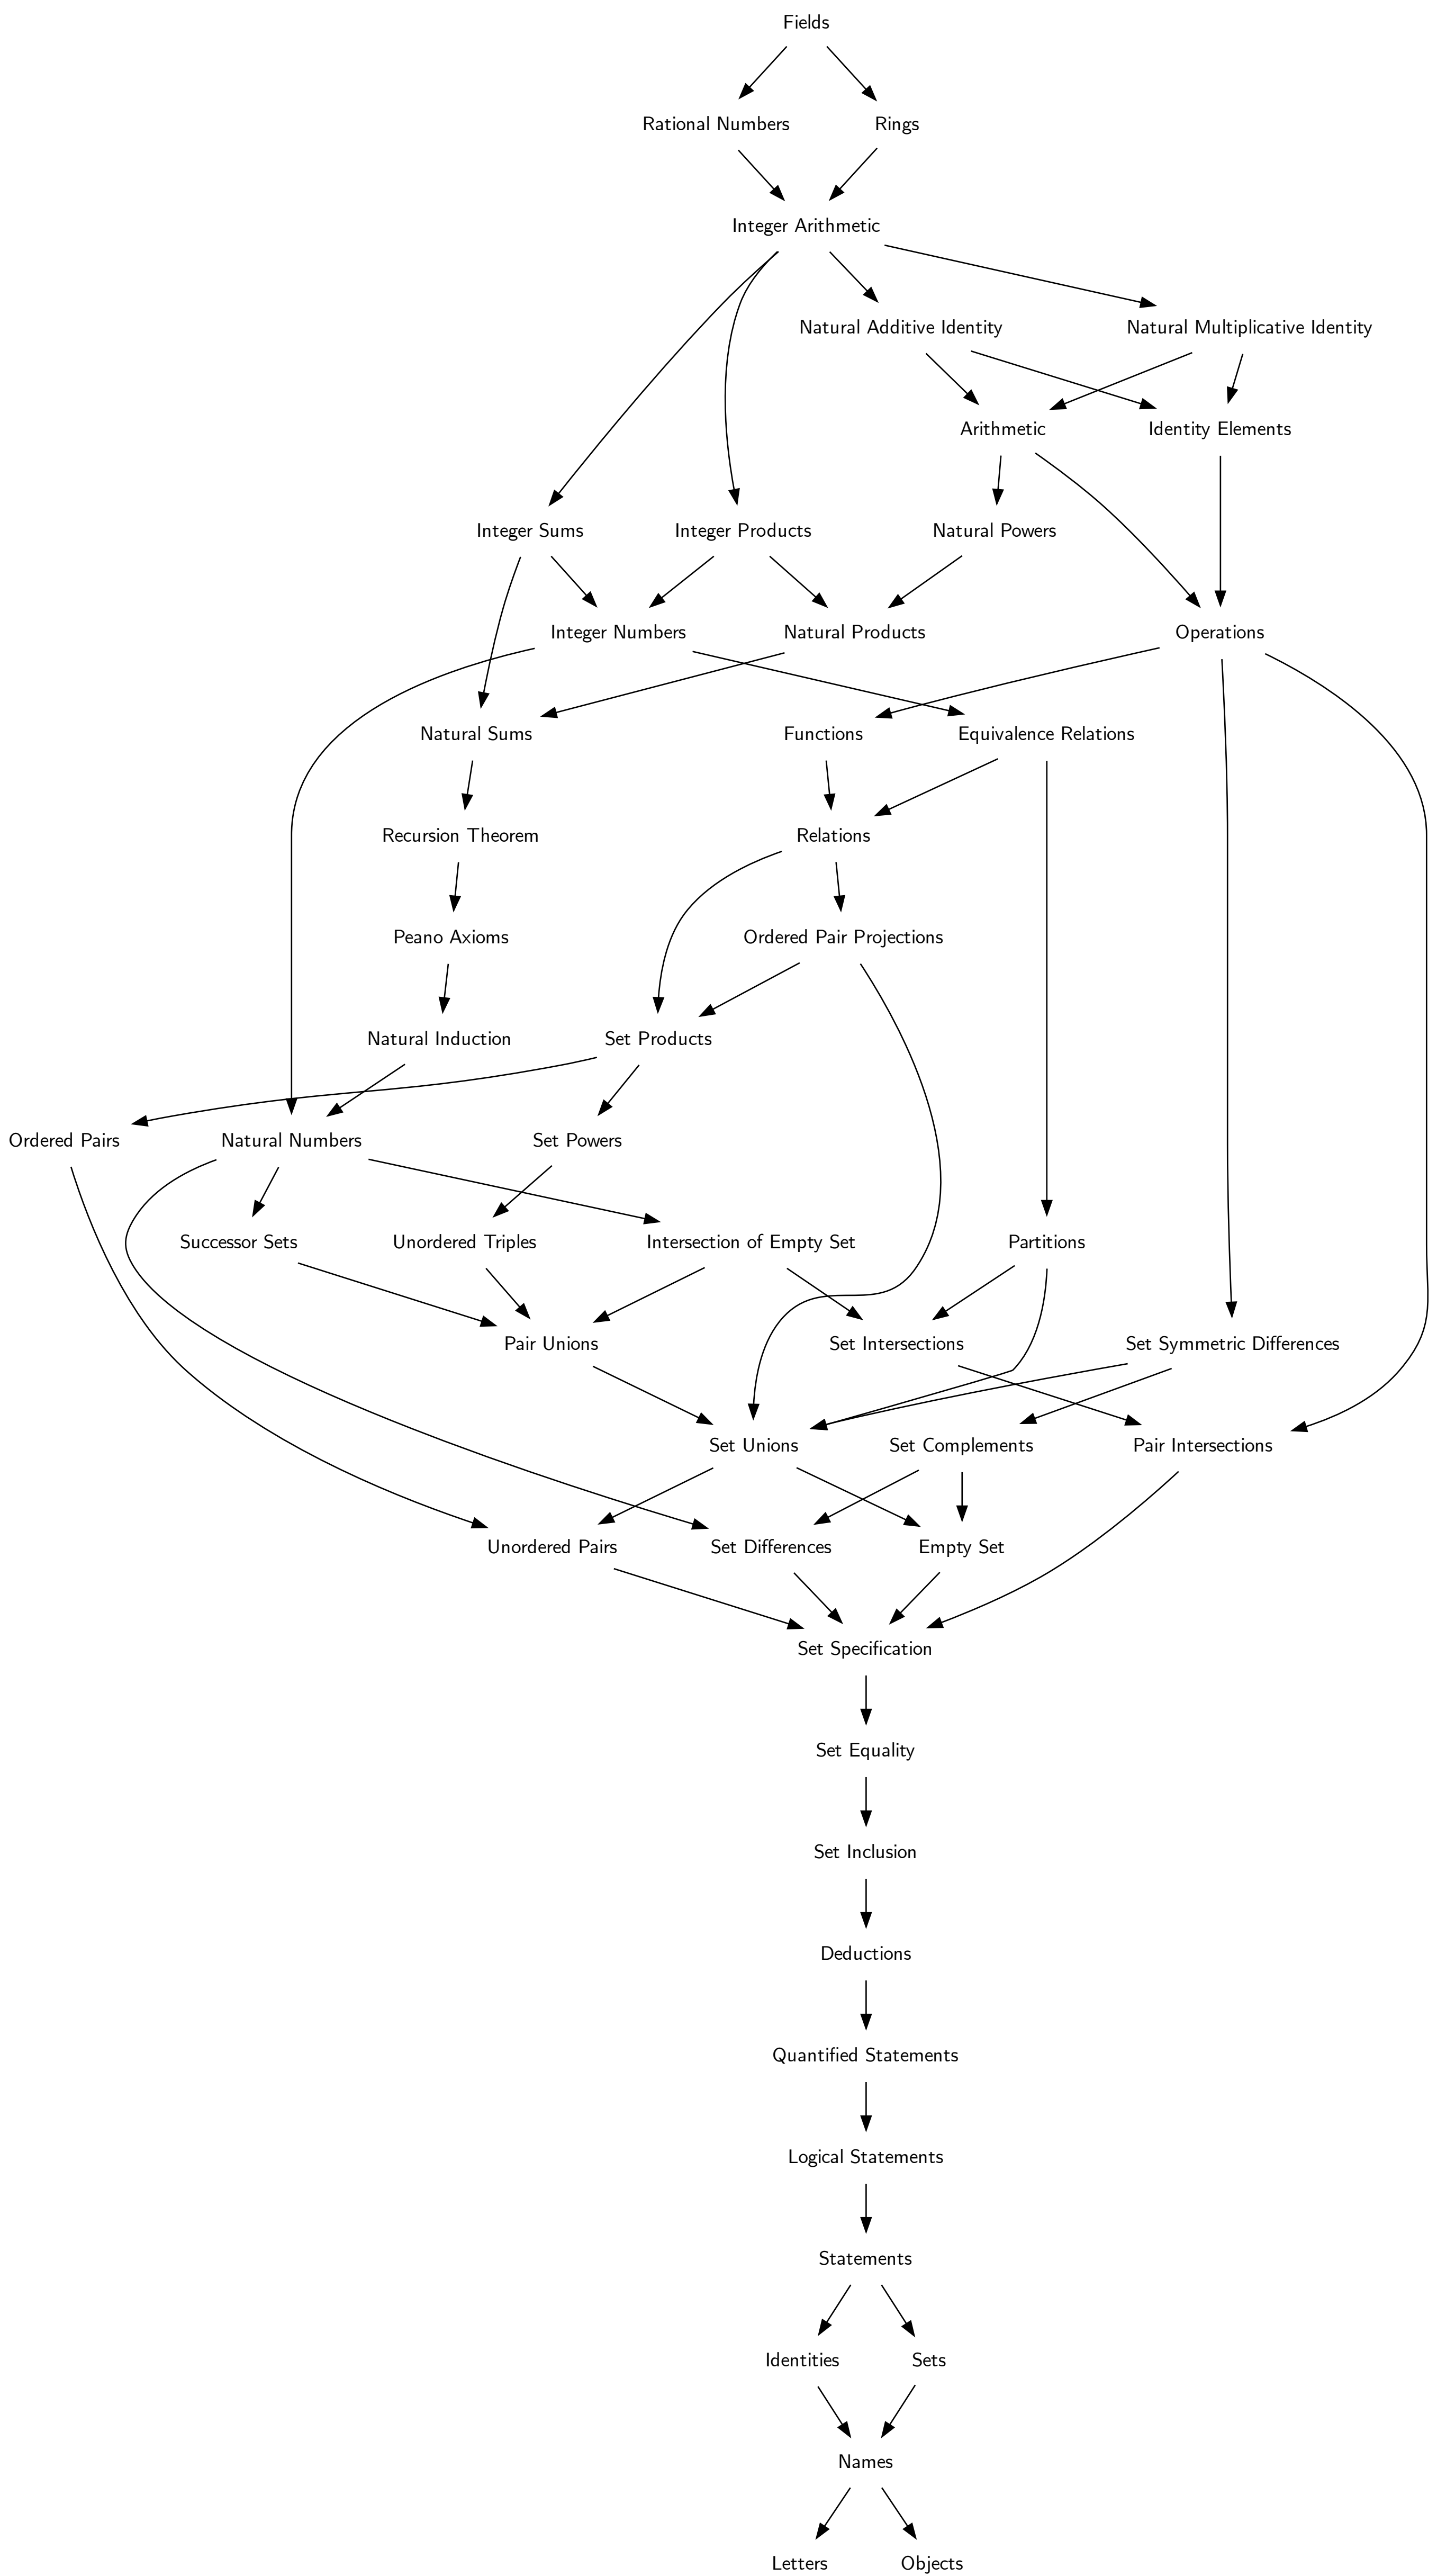 Fields
Rational Numbers
Rings
Integer Arithmetic
Natural Additive Identity
Natural Multiplicative Identity
Arithmetic
Identity Elements
Integer Sums
Integer Products
Natural Powers
Integer Numbers
Natural Products
Operations
Natural Sums
Functions
Equivalence Relations
Recursion Theorem
Relations
Peano Axioms
Ordered Pair Projections
Natural Induction
Set Products
Ordered Pairs
Natural Numbers
Set Powers
Successor Sets
Unordered Triples
Intersection of Empty Set
Partitions
Pair Unions
Set Intersections
Set Symmetric Differences
Set Unions
Set Complements
Pair Intersections
Unordered Pairs
Set Differences
Empty Set
Set Specification
Set Equality
Set Inclusion
Deductions
Quantified Statements
Logical Statements
Statements
Identities
Sets
Names
Letters
Objects